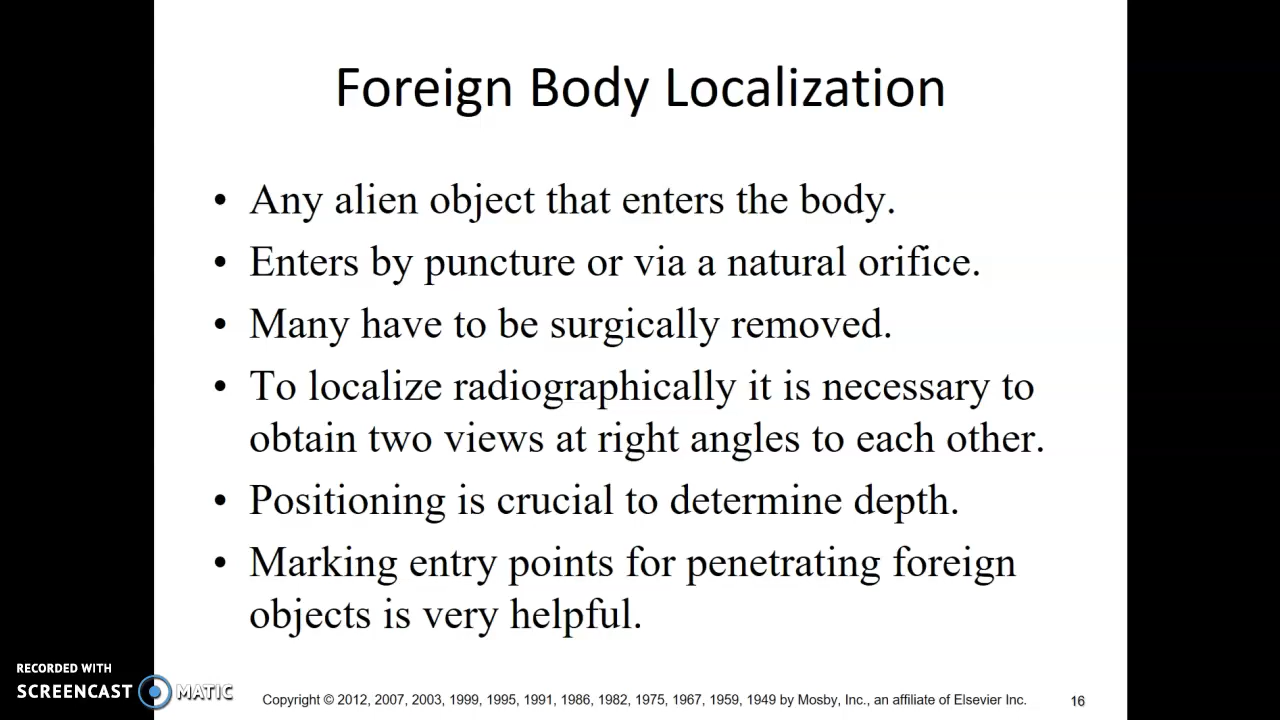 Foreign Body Localization
• Any alien object that enters the body.
• Enters by puncture or via a natural orifice.
• Many have to be surgically removed.
• To localize radiographically it is necessary to
obtain two views at right angles to each other.
• Positioning is crucial to determine depth.
• Marking entry points for penetrating foreign
objects is very helpful.
RECORDED WITH
SCREENCAST MATIC
Copyright © 2012, 2007, 2003, 1999, 1995, 1991, 1986, 1982, 1975, 1967, 1959, 1949 by Mosby, Inc., an affiliate of Elsevier Inc.
16